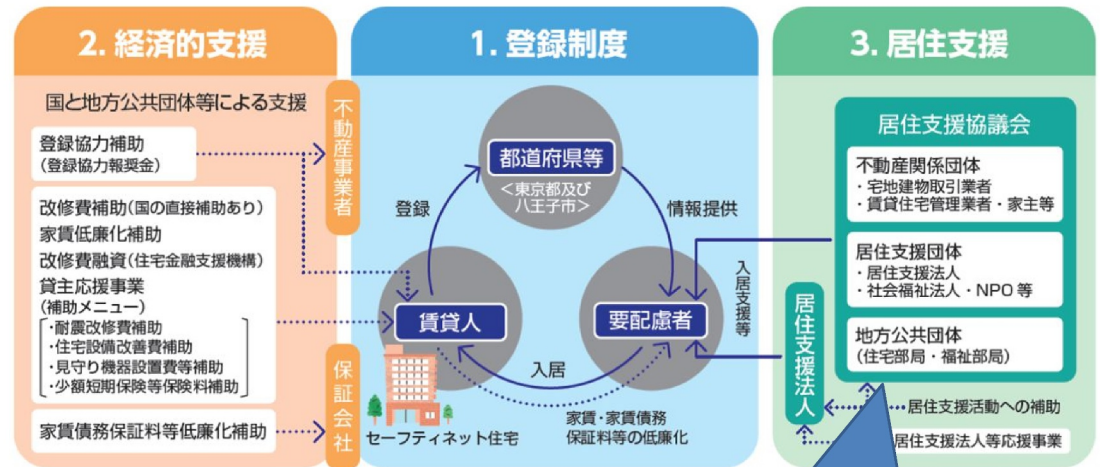 2. 経済的支援
国と地方公共団体等による支援
登録協力補助
(登録協力報奨金)
改修費補助(国の直接補助あり)
家賃低廉化補助
改修費融資(住宅金融支援機構)
貸主応援事業
(補助メニュー)
・耐震改修費補助
・住宅設備改善費補助
・見守り機器設置費等補助
・少額短期保険等保険料補助
家賃債務保証料等低廉化補助
不動産事業者
保証会社
1. 登録制度
都道府県等
<東京都及び
八王子市>
登録
情報提供
賃貸人
要配慮者
入居
セーフティネット住宅
家賃・家賃債務
保証料等の低廉化
入居支援等
3. 居住支援
居住支援協議会
不動産関係団体
・宅地建物取引業者
・賃貸住宅管理業者・家主等
居住支援団体
・居住支援法人
・社会福祉法人・NPO 等
地方公共団体
(住宅部局・福祉部局)
居住支援法人
居住支援活動への補助
居住支援法人等応援事業